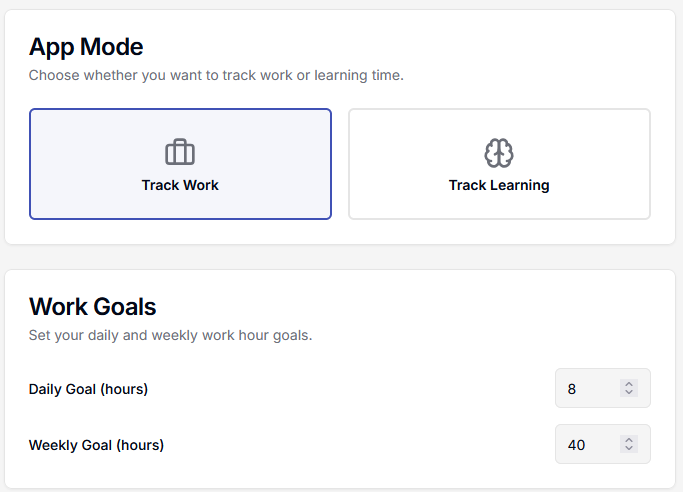 App Mode
Choose whether you want to track work or learning time.
Track Work
Track Learning
Work Goals
Set your daily and weekly work hour goals.
Daily Goal (hours)
8
Weekly Goal (hours)
40